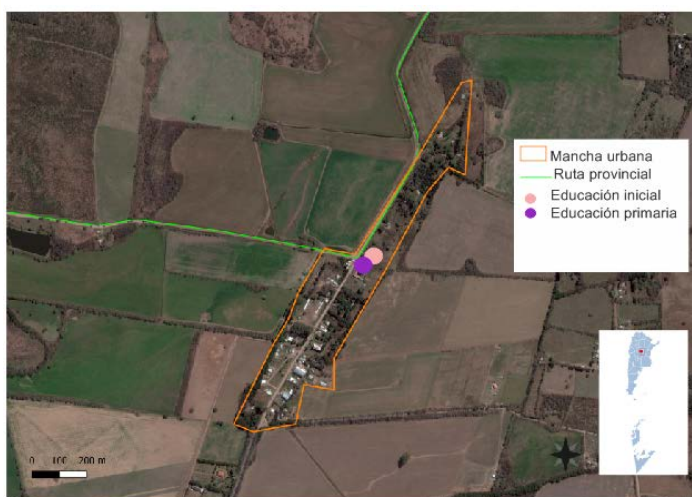 Mancha urbana
Ruta provincial
Educación inicial
Educación primaria
0 100 200 m